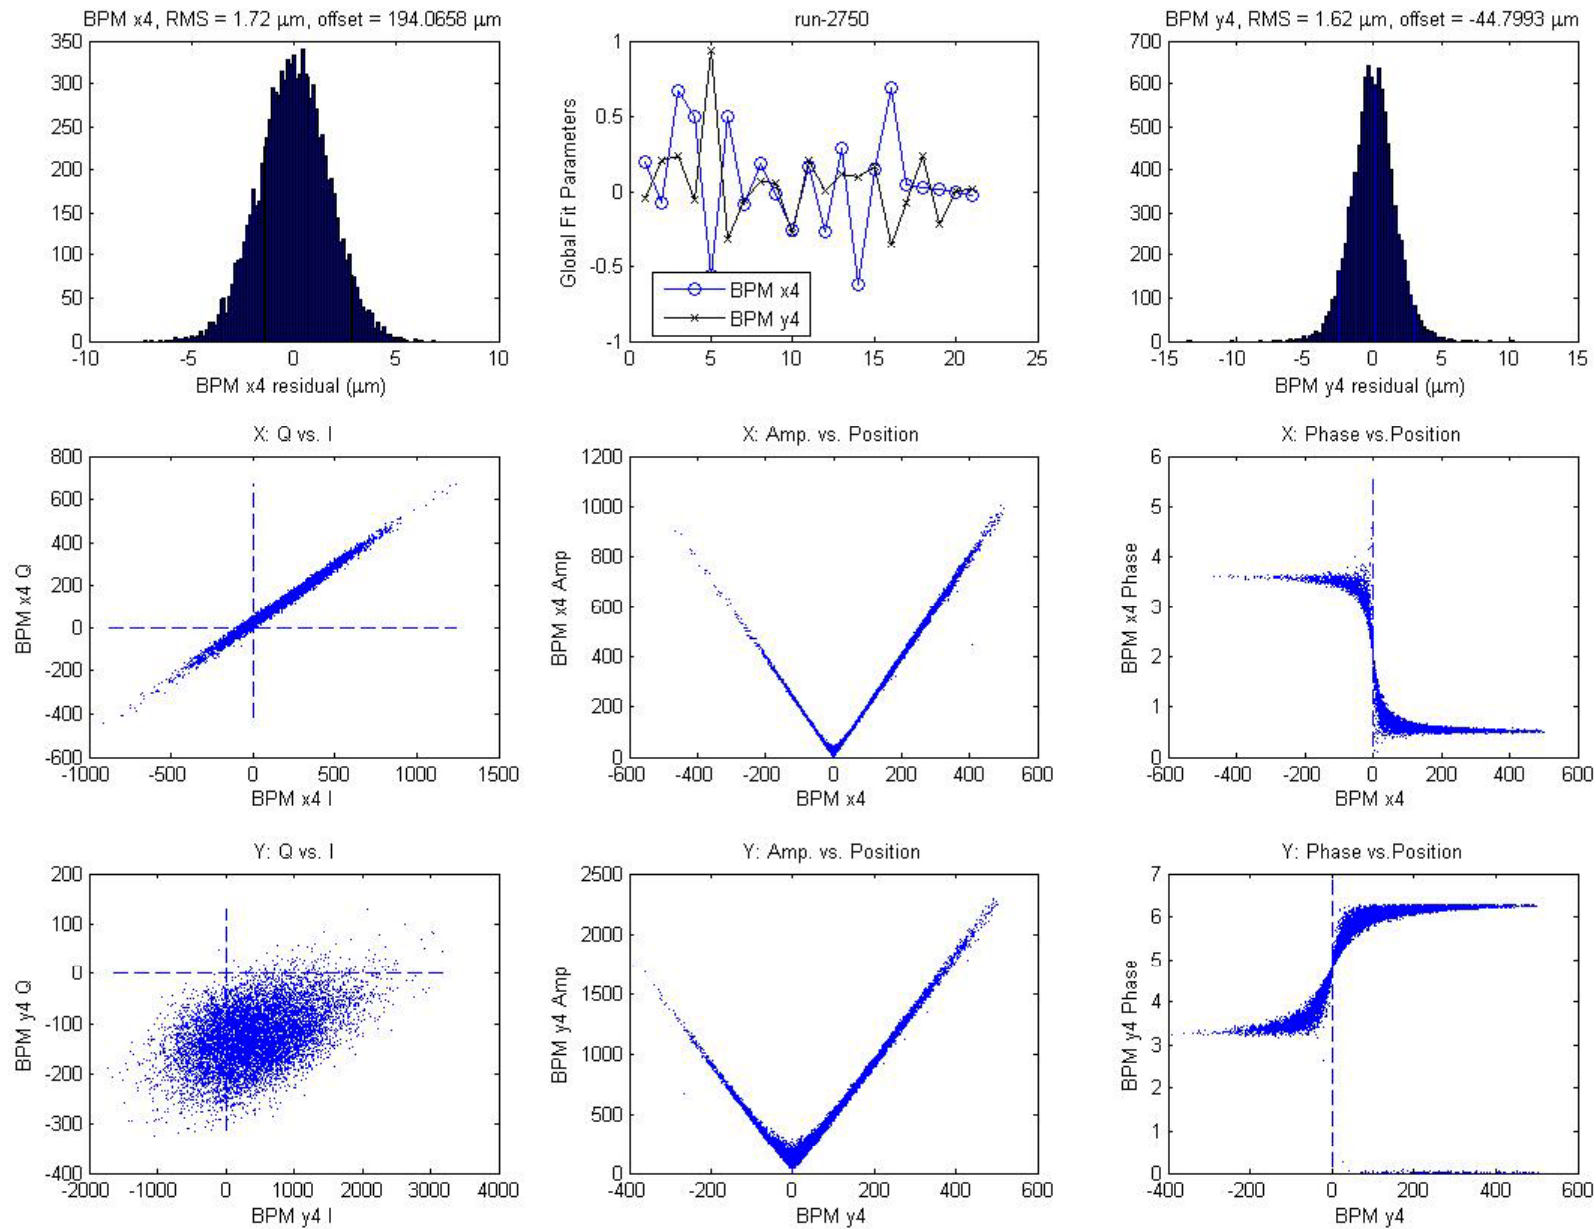 BPM x4, RMS = 1.72 µm, offset = 194.0658 µm
350
300
250
200
150
100
50
0
-10 -5 0 5 10
BPM x4 residual (µm)
run-2750
Global Fit Parameters
1
0.5
0
-0.5
-1
BPM x4
BPM y4
0 5 10 15 20 25
BPM y4, RMS = 1.62 µm, offset = -44.7993 µm
700
600
500
400
300
200
100
0
-15 -10 -5 0 5 10 15
BPM y4 residual (µm)
X: Q vs. I
BPM x4 Q
800
600
400
200
0
-200
-400
-600
-1000 -500 0 500 1000 1500
BPM x4 I
X: Amp. vs. Position
BPM x4 Amp
1200
1000
800
600
400
200
0
-600 -400 -200 0 200 400 600
BPM x4
X: Phase vs.Position
BPM x4 Phase
6
5
4
3
2
1
0
-600 -400 -200 0 200 400 600
BPM x4
Y: Q vs. I
BPM y4 Q
200
100
0
-100
-200
-300
-400
-2000 -1000 0 1000 2000 3000 4000
BPM y4 I
Y: Amp. vs. Position
BPM y4 Amp
2500
2000
1500
1000
500
0
-400 -200 0 200 400 600
BPM y4
Y: Phase vs.Position
BPM y4 Phase
7
6
5
4
3
2
1
0
-400 -200 0 200 400 600
BPM y4